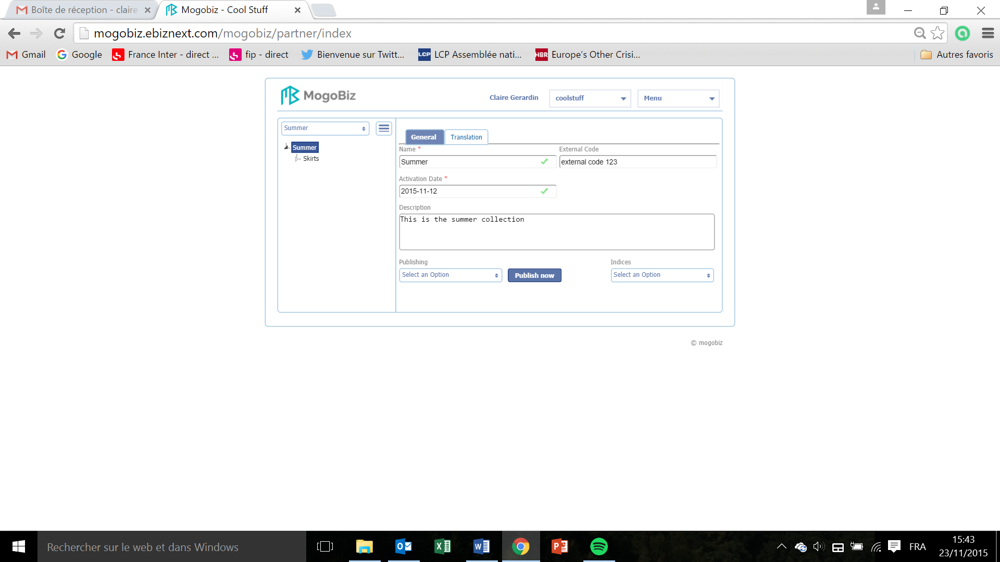 Boîte de réception - claire
Mogobiz - Cool Stuff
mogobiz.ebiznext.com/mogobiz/partner/index
Gmail
Google
France Inter - direct ...
fip - direct
Bienvenue sur Twitt...
LCP Assemblée nati...
HBR Europe's Other Crisi...
Autres favoris
MogoBiz
Claire Gerardin
coolstuff
Menu
Summer
Summer
Skirts
General
Translation
Name *
External Code
Summer
external code 123
Activation Date *
2015-11-12
Description
This is the summer collection
Publishing
Indices
Select an Option
Publish now
Select an Option
© mogobiz
Rechercher sur le web et dans Windows
FRA
15:43
23/11/2015